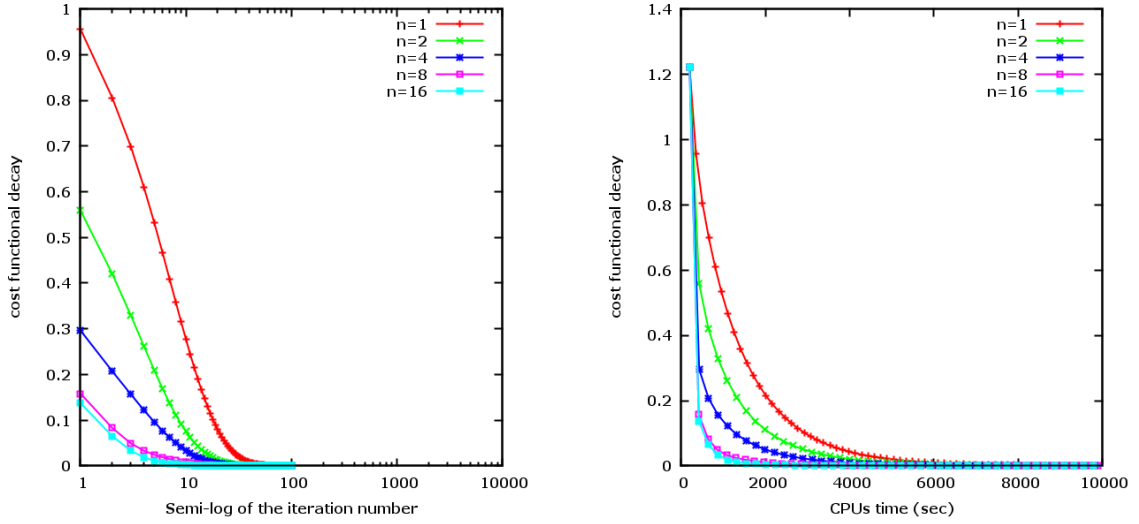 1
0.9
0.8
0.7
0.6
0.5
0.4
0.3
0.2
0.1
0
1
10
100
1000
10000
cost functional decay
Semi-log of the iteration number
n=1
n=2
n=4
n=8
n=16
1.4
1.2
1
0.8
0.6
0.4
0.2
0
0
2000
4000
6000
8000
10000
cost functional decay
CPUs time (sec)
n=1
n=2
n=4
n=8
n=16